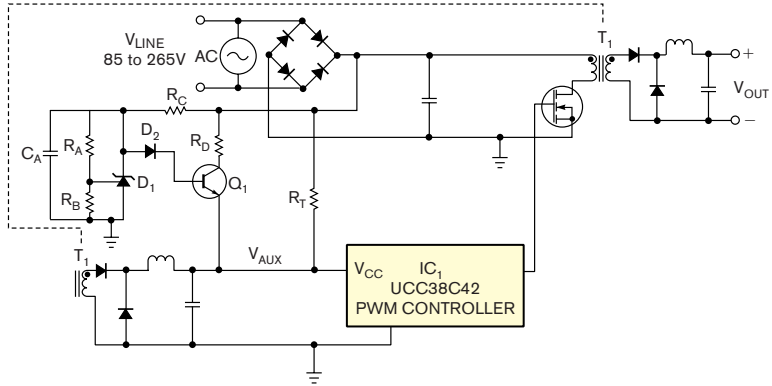 V_LINE
85 to 265V
AC
T_1
+
V_OUT
−
R_C
C_A
R_A
D_2
R_D
R_B
D_1
Q_1
R_T
T_1
V_AUX
V_CC
IC_1
UCC38C42
PWM CONTROLLER